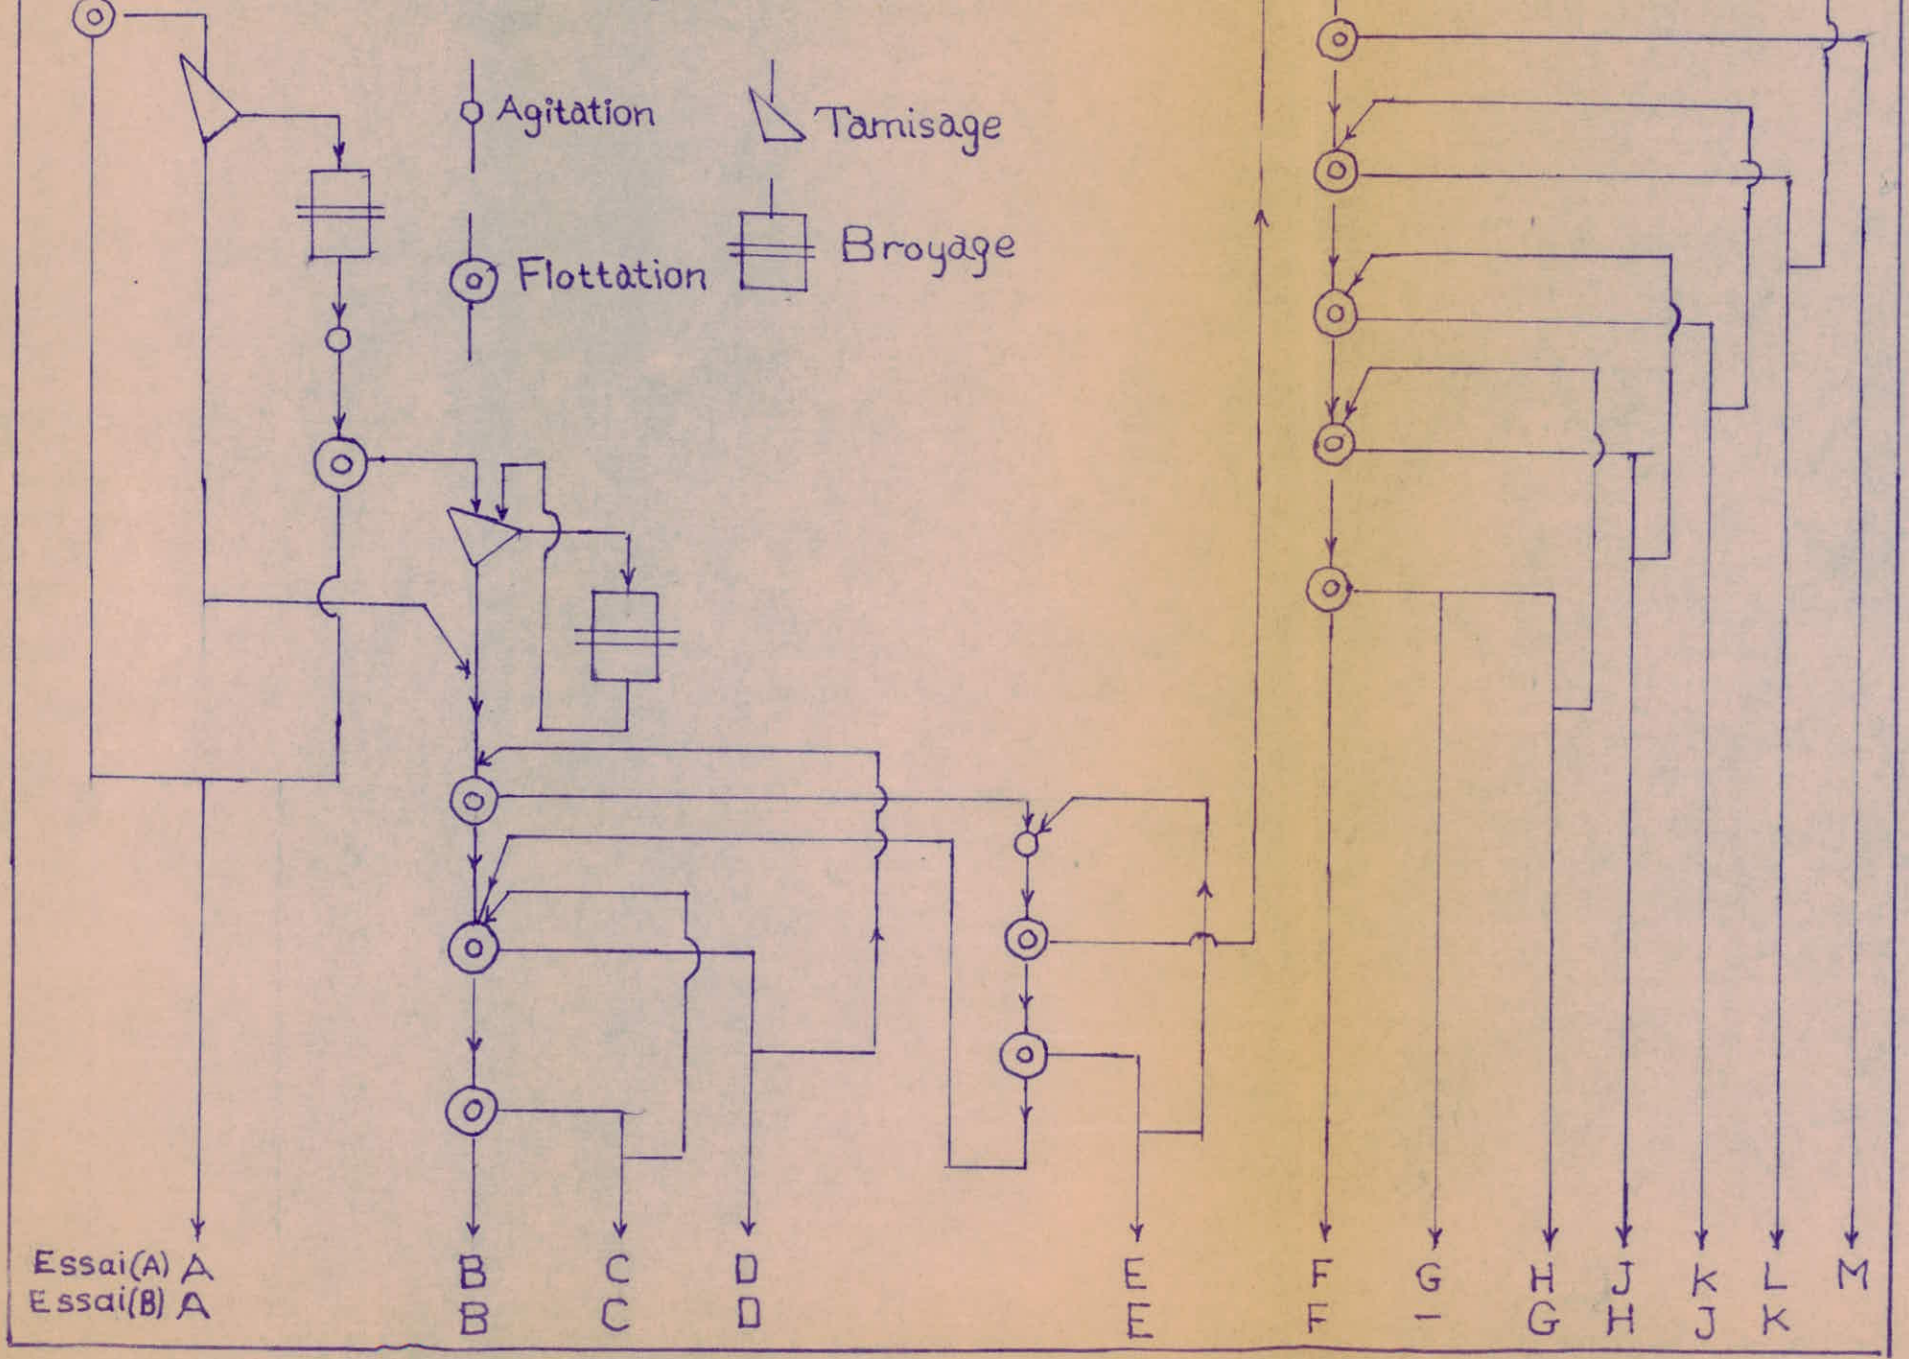 Agitation
Tamisage
Flottation
Broyage
Essai(A) A B C D E F G H J K L M
Essai(B) A B C D E F - G H J K